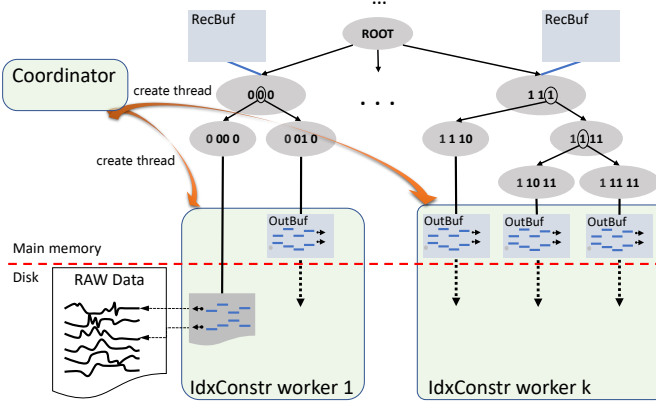 ...
RecBuf
RecBuf
ROOT
Coordinator
create thread
0 0 0
. . .
1 1 1
0 00 0
0 01 0
1 1 10
1 1 11
create thread
1 10 11
1 11 11
OutBuf
OutBuf
OutBuf
OutBuf
Main memory
Disk
RAW Data
IdxConstr worker 1
IdxConstr worker k